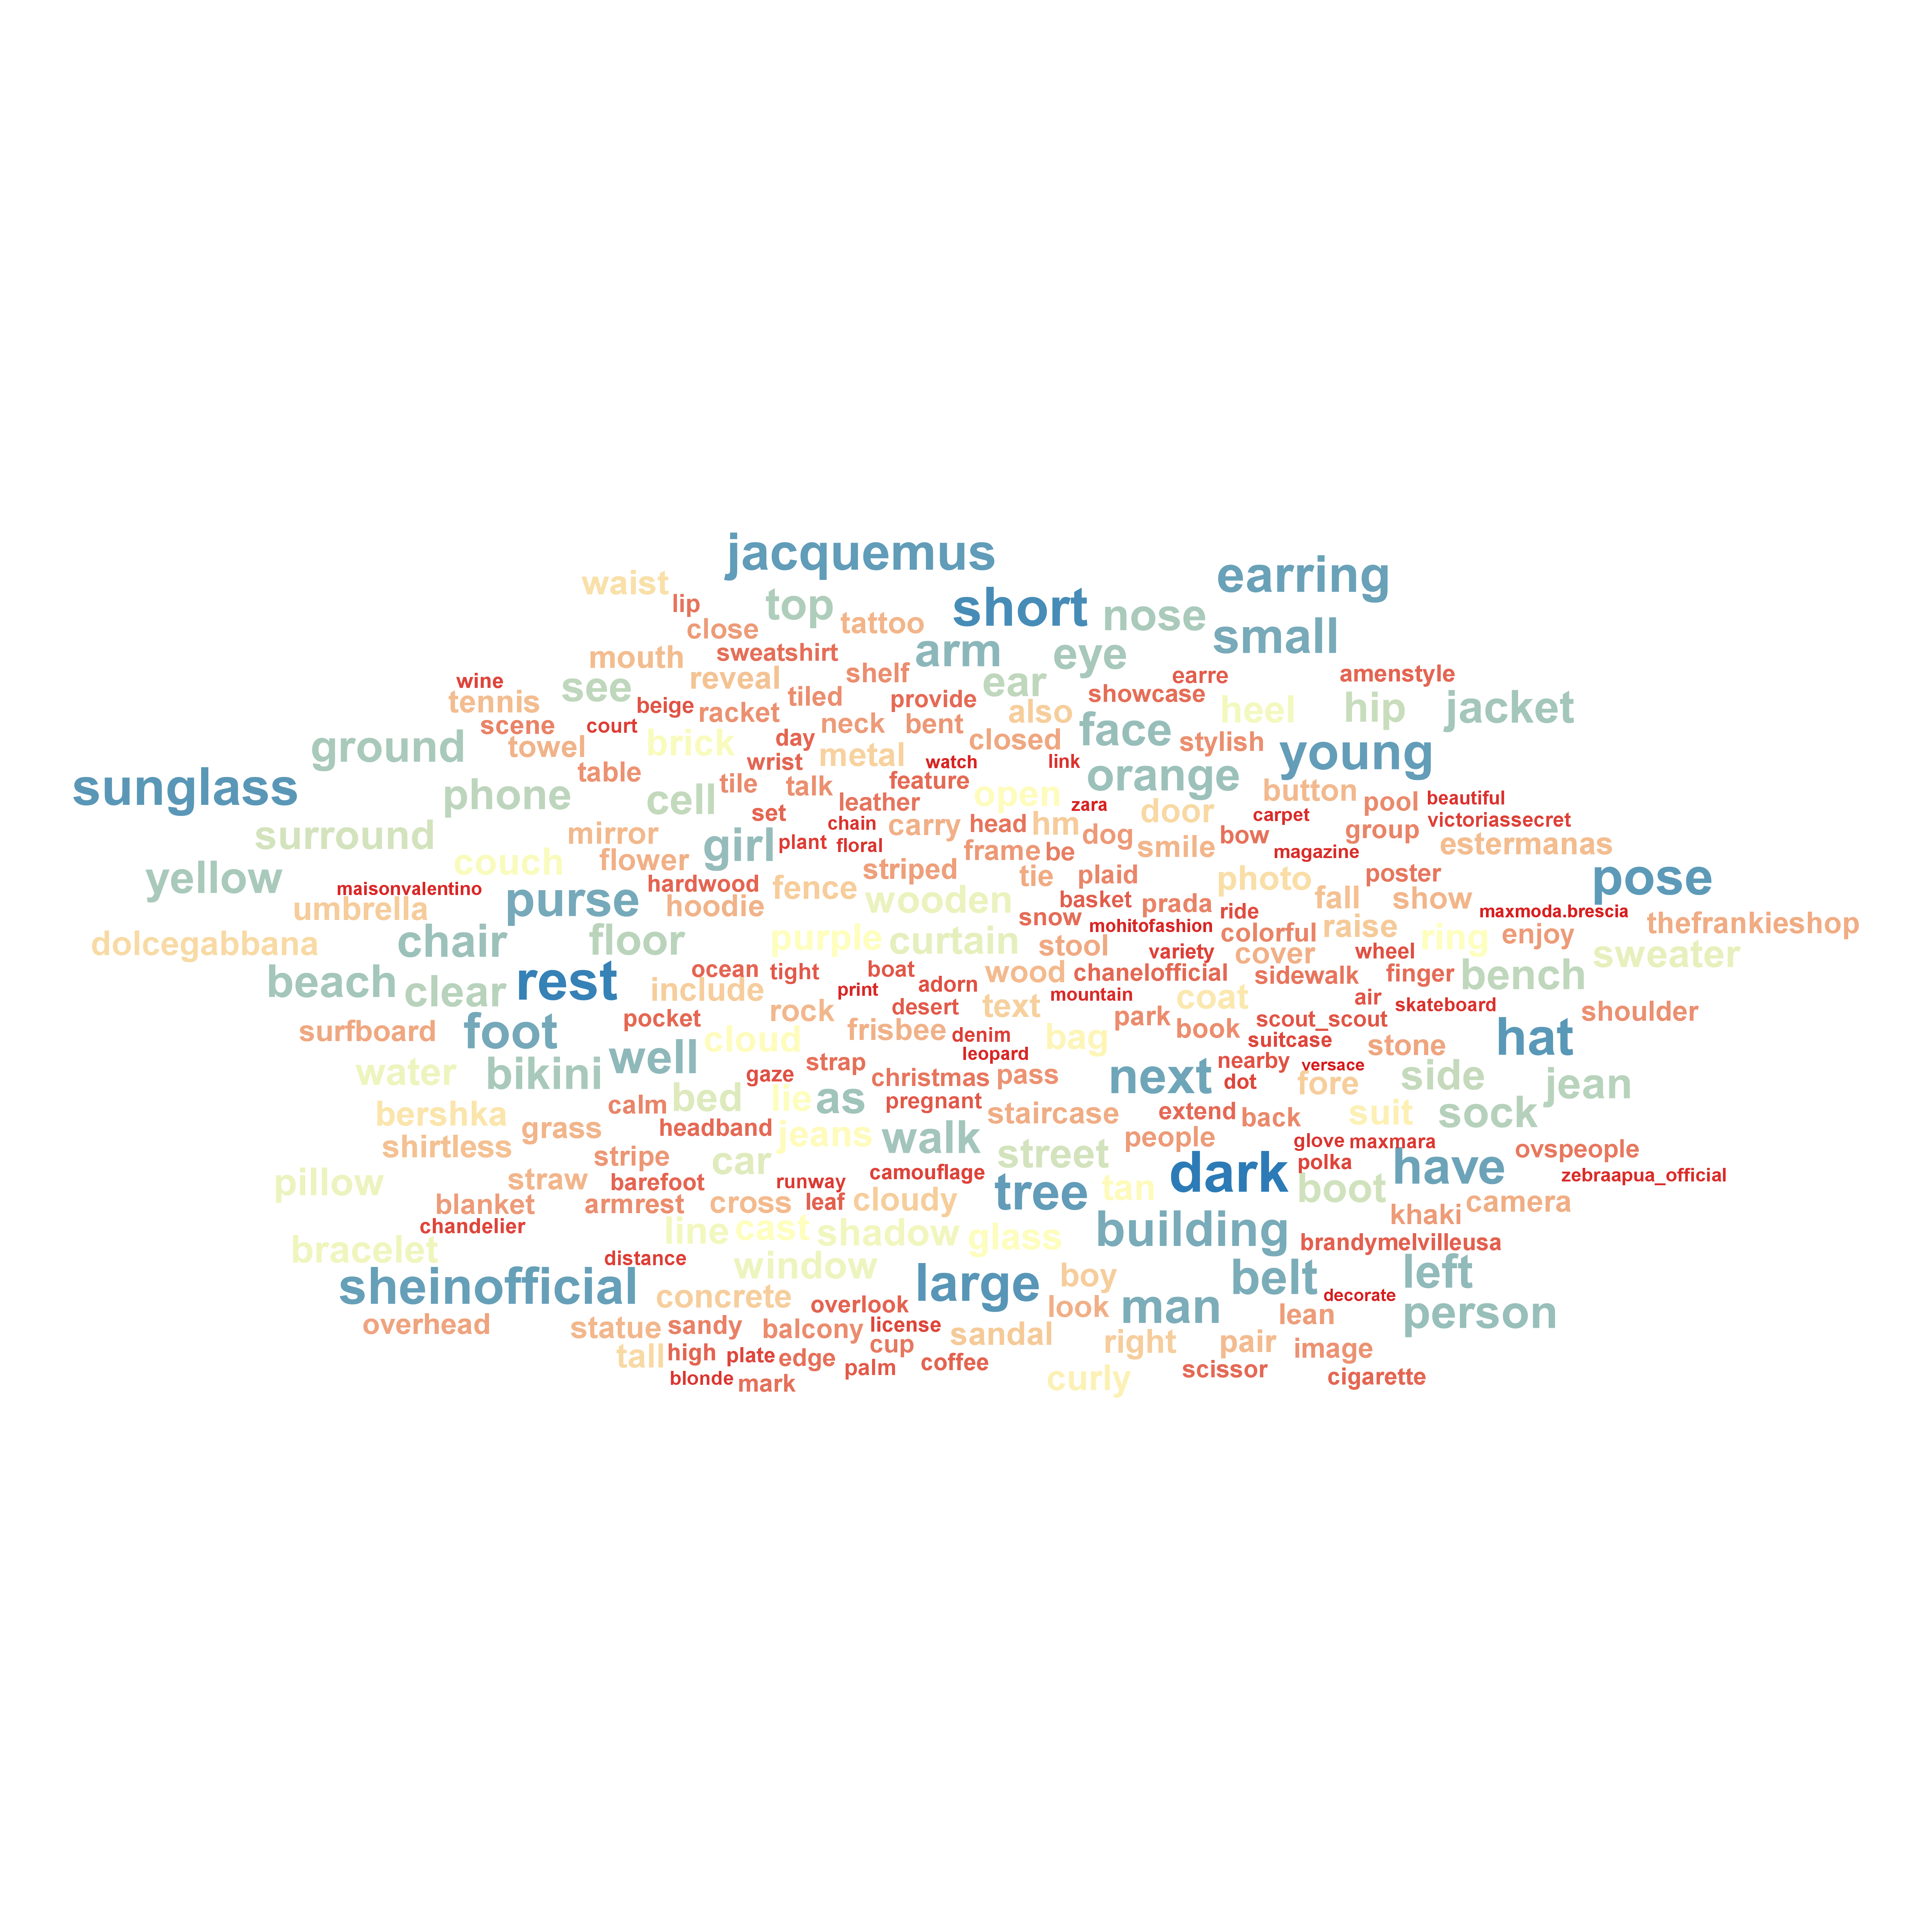 jacquemus
earring
waist
short
top
nose
lip
small
tattoo
close
arm
eye
sweatshirt
mouth
shelf
earre
amenstyle
reveal
wine
ear
see
showcase
tiled
provide
heel
hip
jacket
tennis
beige
racket
also
scene
court
neck
bent
face
ground
towel
brick
day
closed
stylish
young
metal
wrist
watch
link
table
orange
sunglass
phone
cell
tile
talk
feature
open
button
leather
zara
door
pool
beautiful
set
chain
carpet
victoriassecret
surround
mirror
carry
head
hm
dog
bow
group
girl
plant
floral
smile
estermanas
couch
flower
frame
be
magazine
yellow
striped
tie
plaid
photo
poster
pose
maisonvalentino
hardwood
fence
wooden
basket
fall
show
purse
umbrella
hoodie
snow
prada
ride
maxmoda.brescia
thefrankieshop
mohitofashion
colorful
raise
dolcegabbana
chair
floor
purple
curtain
stool
variety
cover
wheel
ring
enjoy
sweater
beach
rest
ocean
tight
boat
wood
chanelofficial
sidewalk
finger
bench
clear
include
print
adorn
mountain
coat
air
skateboard
shoulder
pocket
rock
desert
text
park
scout_scout
surfboard
foot
frisbee
denim
book
hat
cloud
bag
suitcase
stone
well
strap
leopard
nearby
versace
water
bikini
gaze
christmas
pass
next
dot
fore
side
jean
bed
lie
as
pregnant
bershka
calm
staircase
extend
back
suit
sock
grass
headband
jeans
walk
people
glove
maxmara
shirtless
stripe
car
street
polka
ovspeople
pillow
straw
barefoot
runway
camouflage
dark
have
zebraapua_official
blanket
armrest
cross
leaf
cloudy
tree
tan
boot
camera
chandelier
khaki
line
cast
shadow
glass
building
brandymelvilleusa
bracelet
distance
window
sheinofficial
large
boy
belt
left
concrete
overlook
look
man
decorate
lean
person
overhead
statue
sandy
balcony
license
sandal
right
pair
image
tall
high
plate
edge
cup
palm
coffee
scissor
blonde
mark
curly
cigarette